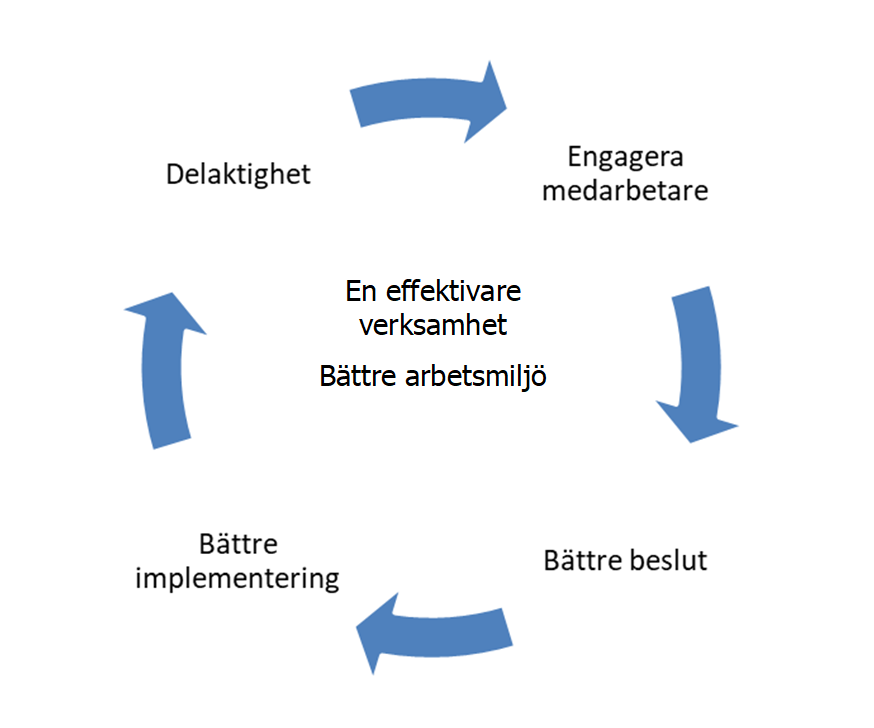 Delaktighet
Engagera
medarbetare
En effektivare
verksamhet
Bättre arbetsmiljö
Bättre
implementering
Bättre beslut